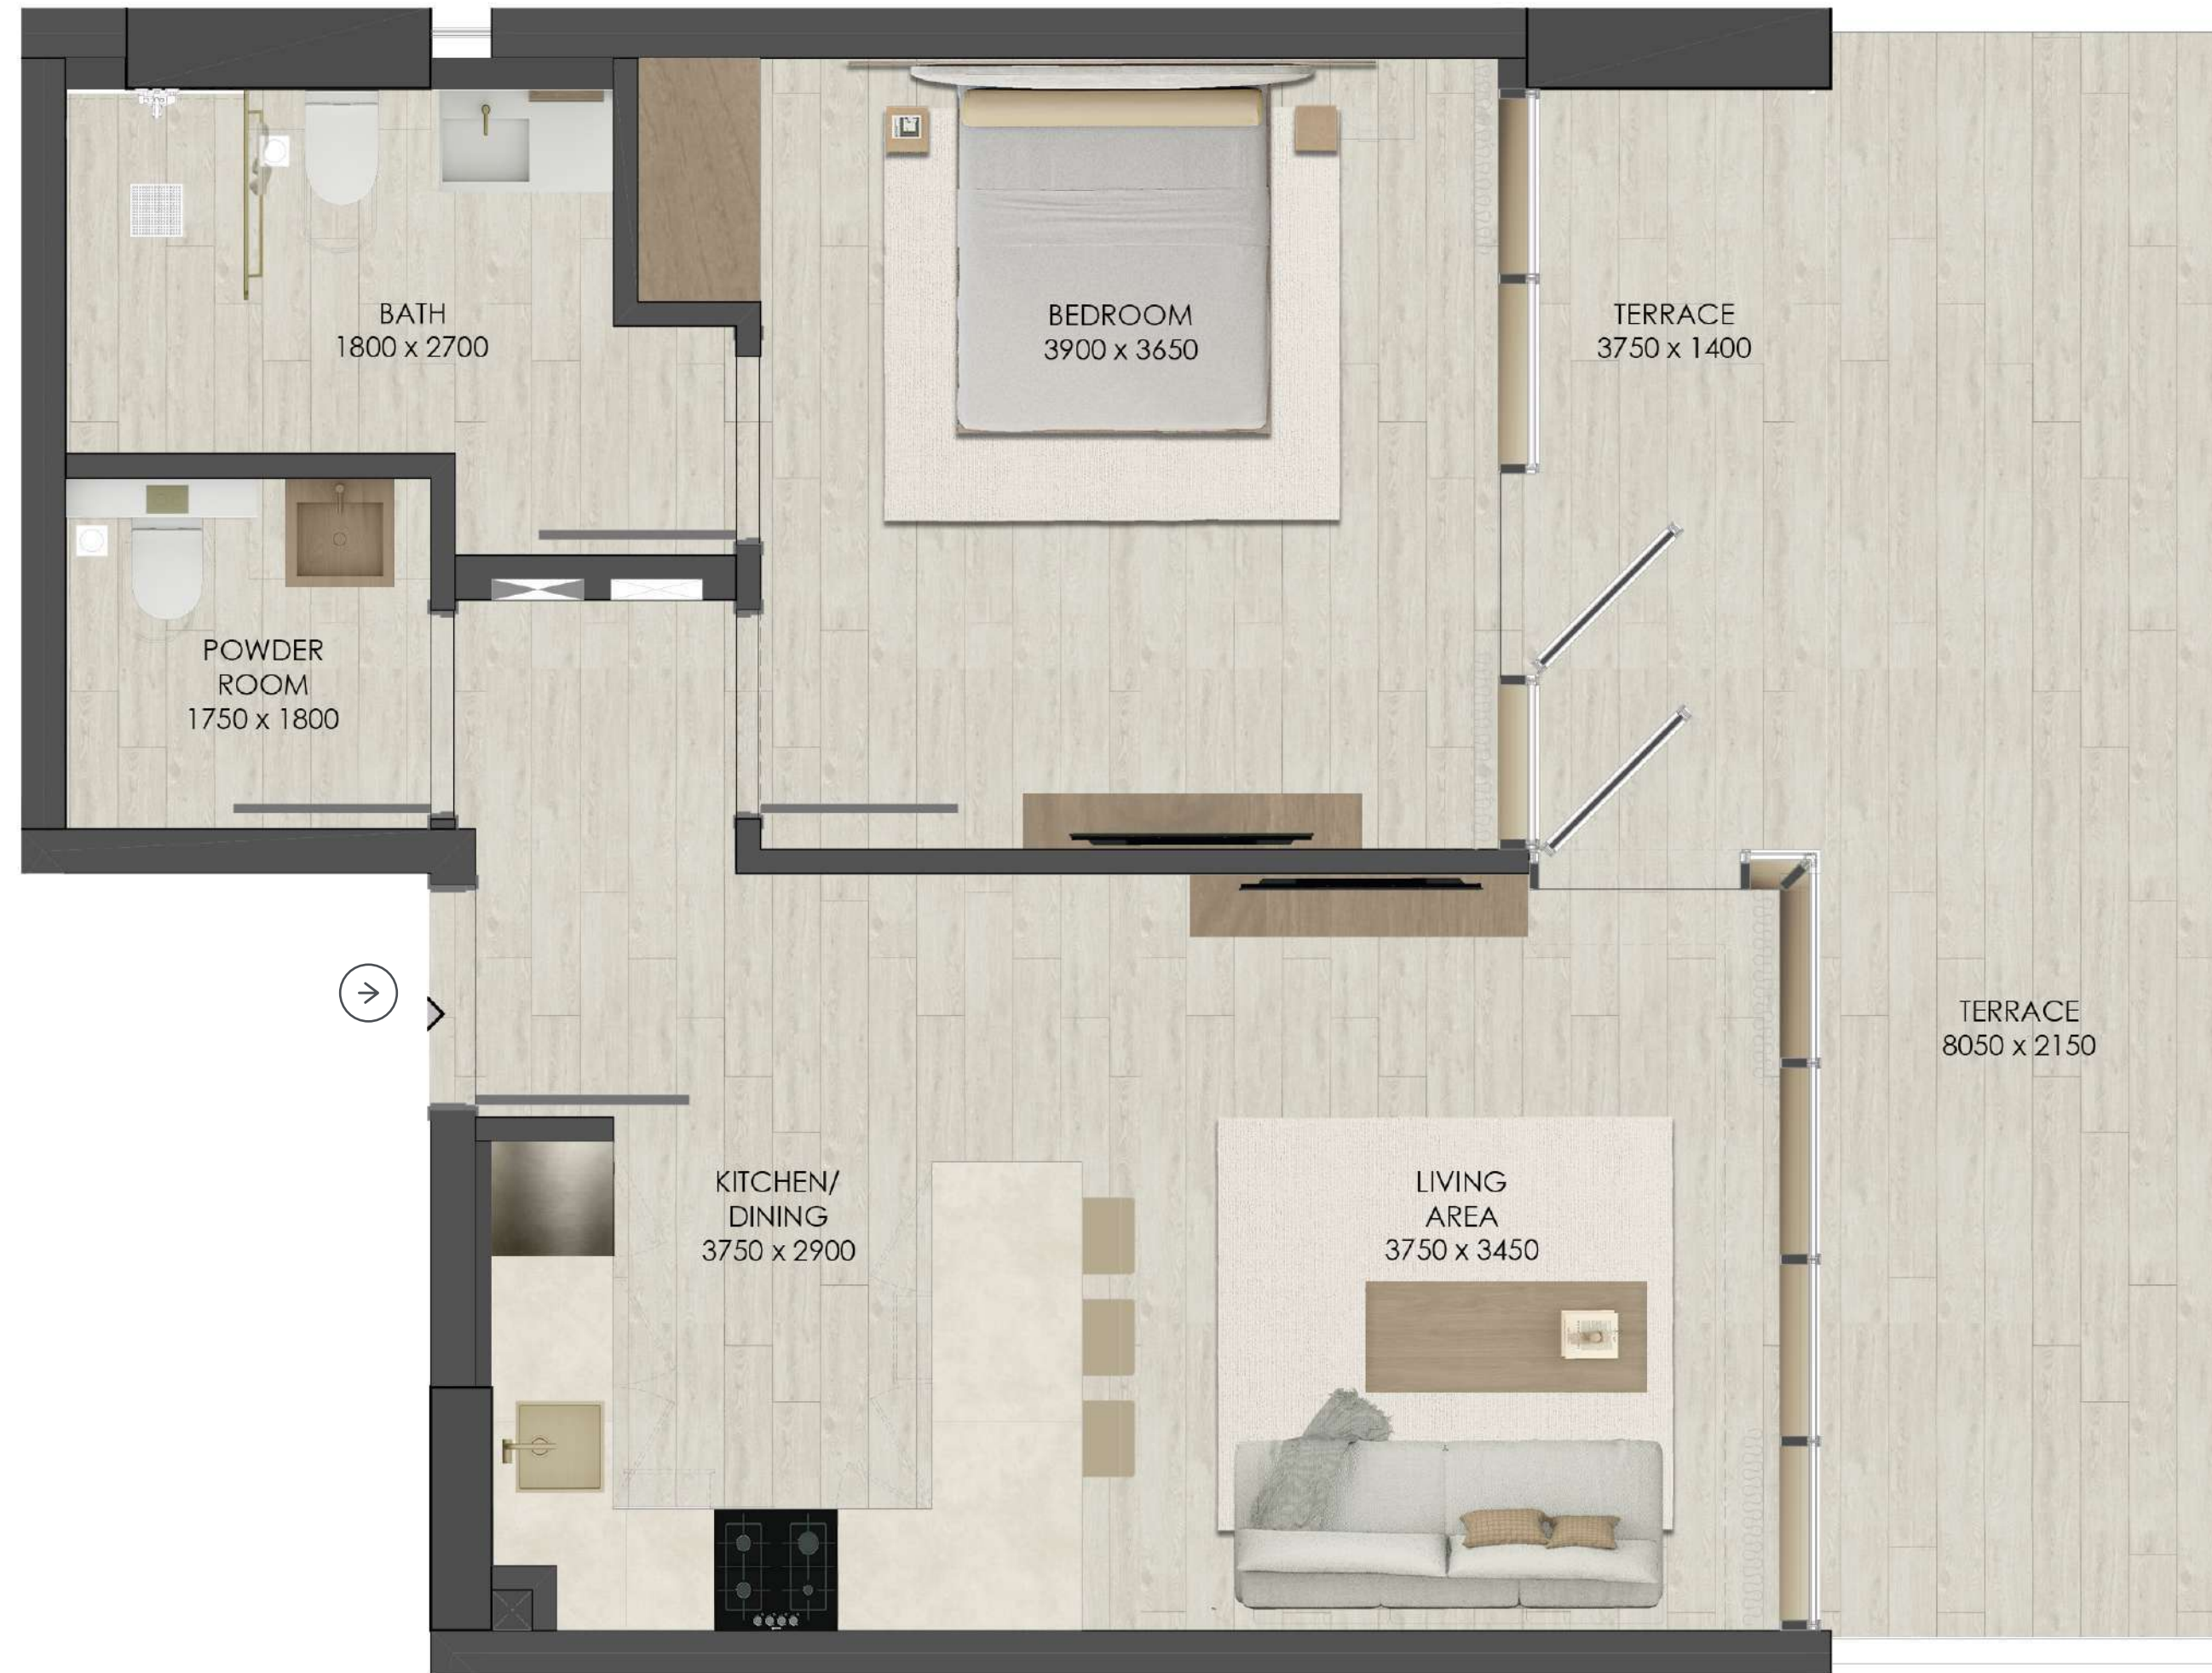 BATH
1800 x 2700
BEDROOM
3900 x 3650
TERRACE
3750 x 1400
POWDER
ROOM
1750 x 1800
TERRACE
8050 x 2150
KITCHEN/
DINING
3750 x 2900
LIVING
AREA
3750 x 3450